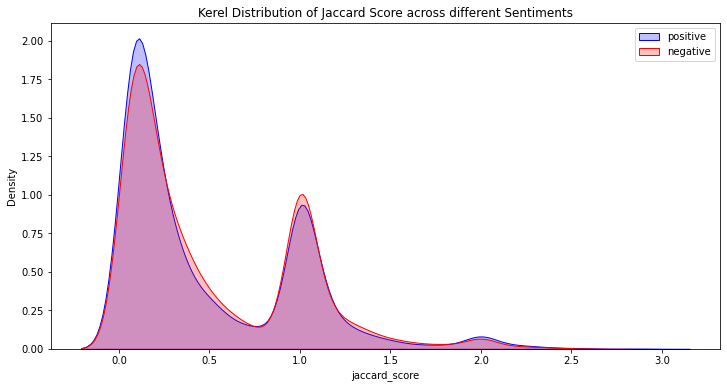 Kerel Distribution of Jaccard Score across different Sentiments
positive
negative
2.00
1.75
1.50
1.25
1.00
0.75
0.50
0.25
0.00
Density
0.0 0.5 1.0 1.5 2.0 2.5 3.0
jaccard_score